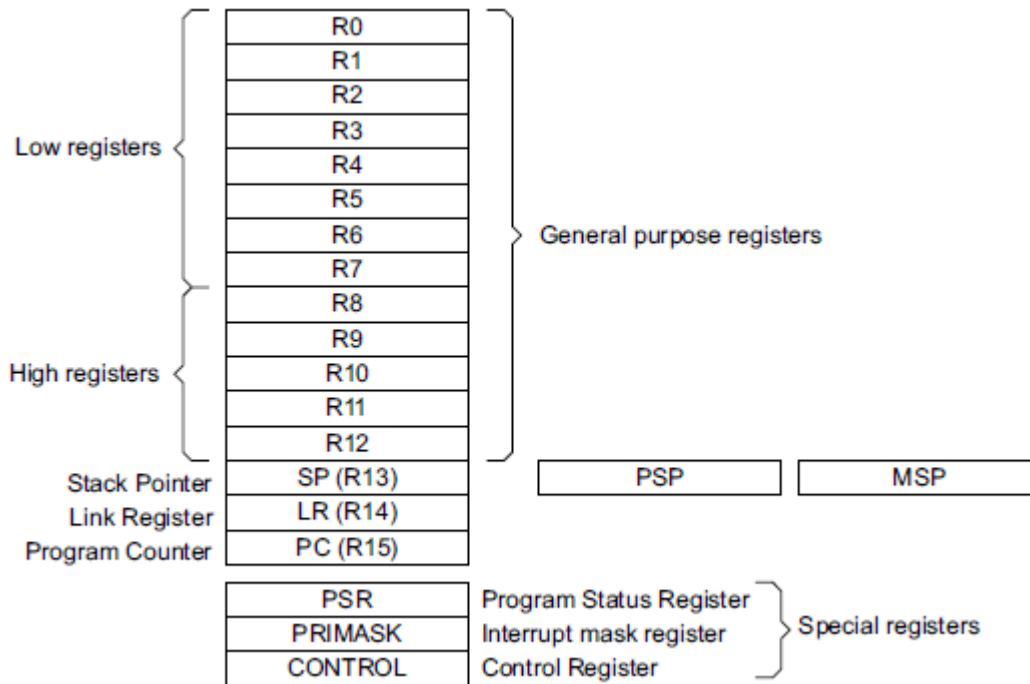 R0
R1
R2
R3
Low registers
R4
R5
R6
General purpose registers
R7
R8
R9
High registers
R10
R11
R12
Stack Pointer SP (R13) PSP MSP
Link Register LR (R14)
Program Counter PC (R15)
PSR Program Status Register
PRIMASK Interrupt mask register Special registers
CONTROL Control Register